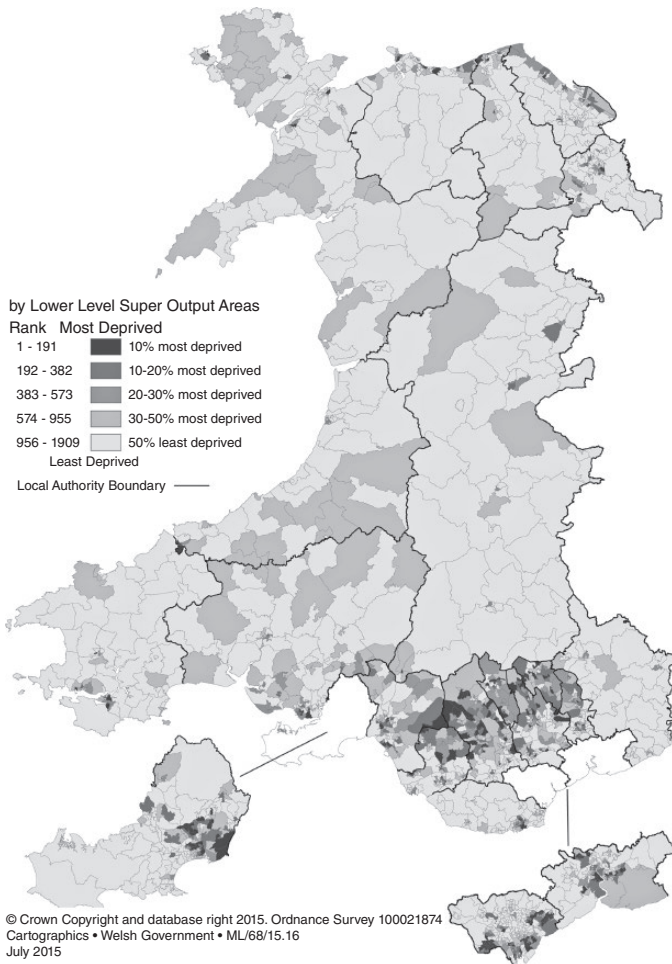 by Lower Level Super Output Areas
Rank Most Deprived
1 - 191 10% most deprived
192 - 382 10-20% most deprived
383 - 573 20-30% most deprived
574 - 955 30-50% most deprived
956 - 1909 50% least deprived
Least Deprived
Local Authority Boundary
© Crown Copyright and database right 2015. Ordnance Survey 100021874
Cartographics • Welsh Government • ML/68/15.16
July 2015